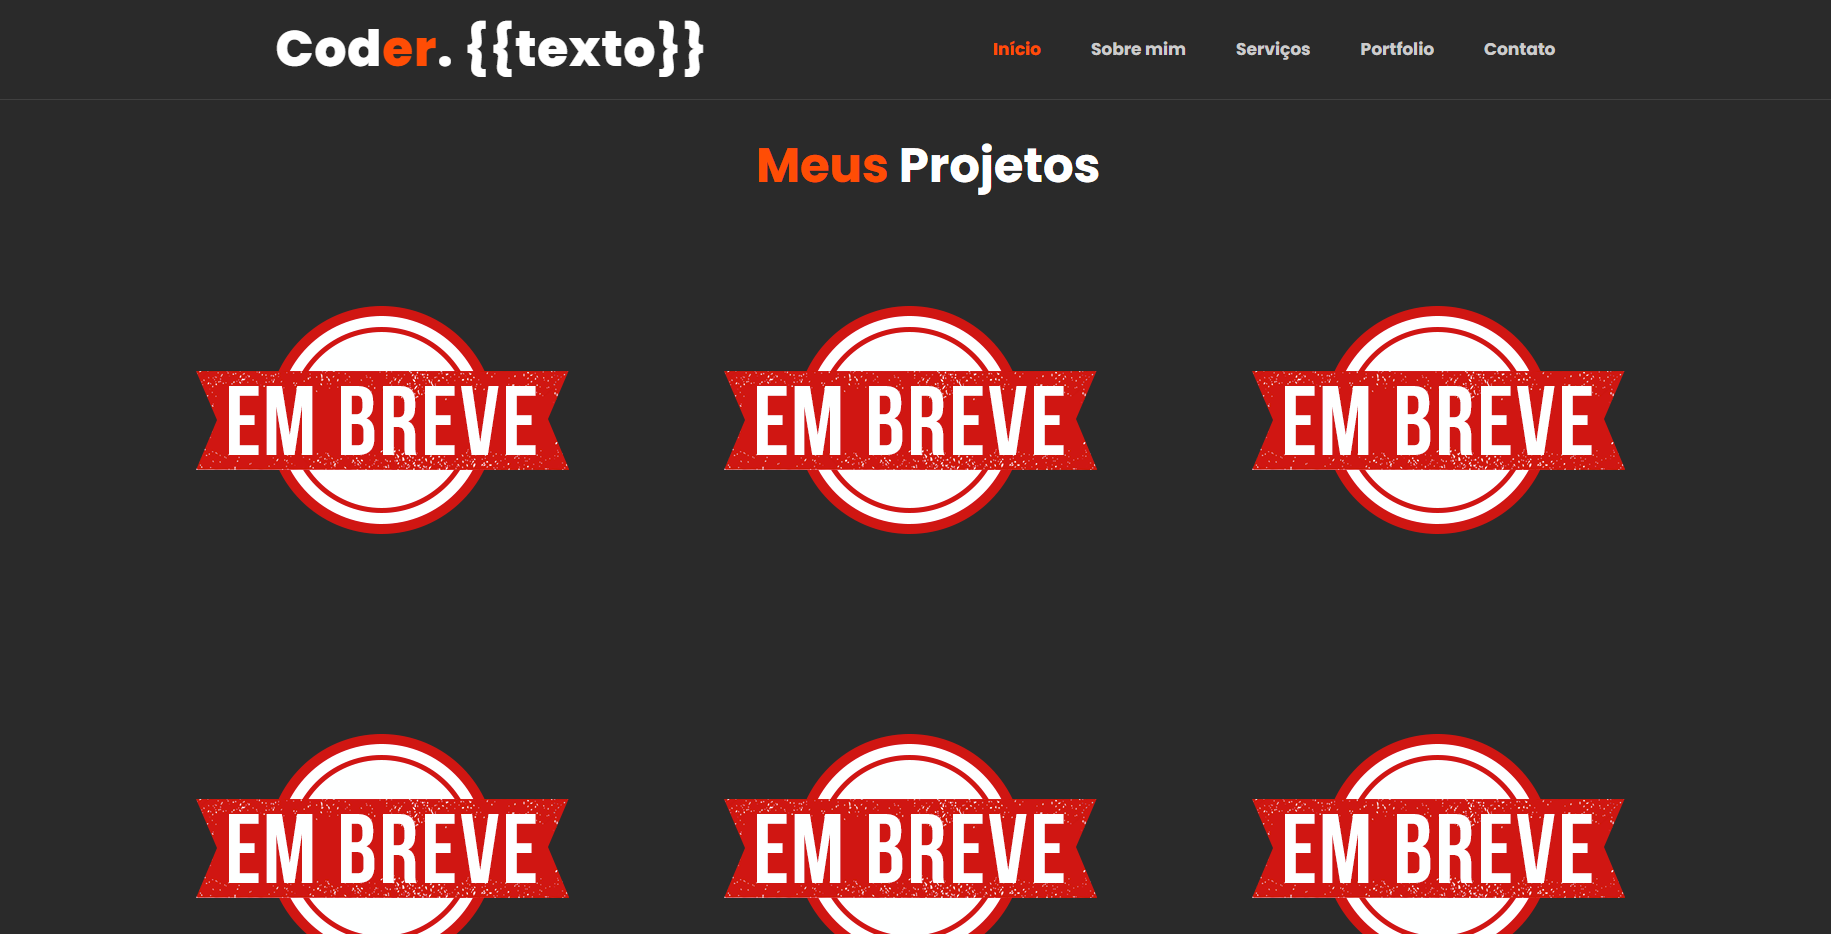 Coder. {{texto}}
Início Sobre mim Serviços Portfolio Contato
Meus Projetos
EM BREVE EM BREVE EM BREVE
EM BREVE EM BREVE EM BREVE